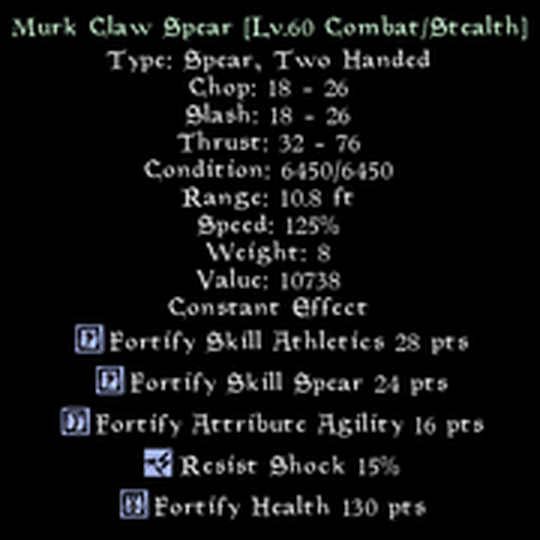 Murk Claw Spear [Lv.60 Combat/Stealth]
Type: Spear, Two Handed
Chop: 18 - 26
Slash: 18 - 26
Thrust: 32 - 76
Condition: 6450/6450
Range: 10.8 ft
Speed: 125%
Weight: 8
Value: 10738
Constant Effect
Fortify Skill Athletics 28 pts
Fortify Skill Spear 24 pts
Fortify Attribute Agility 16 pts
Resist Shock 15%
Fortify Health 130 pts